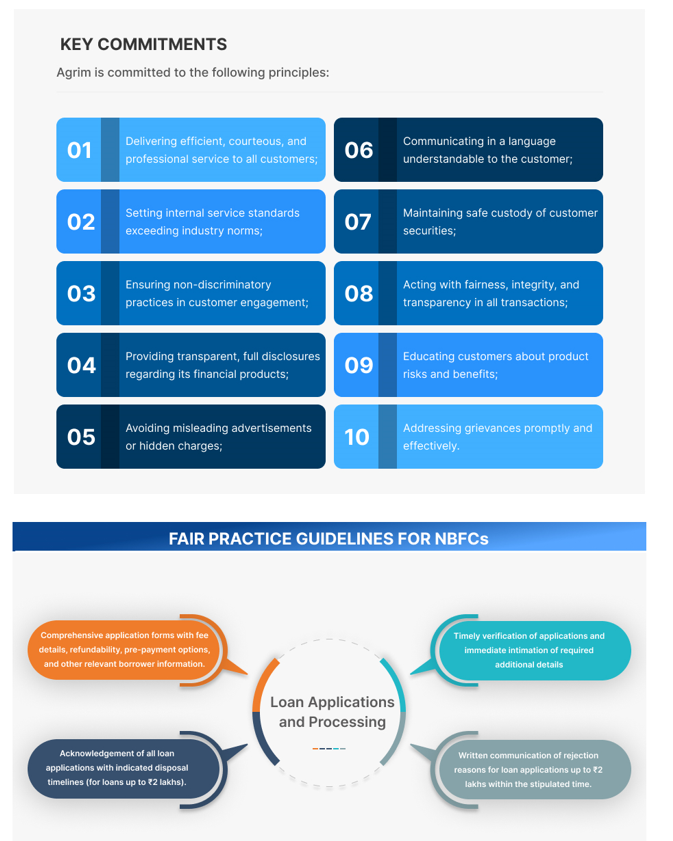 KEY COMMITMENTS
Agrim is committed to the following principles:
01
Delivering efficient, courteous, and
professional service to all customers;
02
Setting internal service standards
exceeding industry norms;
03
Ensuring non-discriminatory
practices in customer engagement;
04
Providing transparent, full disclosures
regarding its financial products;
05
Avoiding misleading advertisements
or hidden charges;
06
Communicating in a language
understandable to the customer;
07
Maintaining safe custody of customer
securities;
08
Acting with fairness, integrity, and
transparency in all transactions;
09
Educating customers about product
risks and benefits;
10
Addressing grievances promptly and
effectively.
FAIR PRACTICE GUIDELINES FOR NBFCs
Comprehensive application forms with fee
details, refundability, pre-payment options,
and other relevant borrower information.
Timely verification of applications and
immediate intimation of required
additional details
Loan Applications
and Processing
Acknowledgement of all loan
applications with indicated disposal
timelines (for loans up to ₹2 lakhs).
Written communication of rejection
reasons for loan applications up to ₹2
lakhs within the stipulated time.